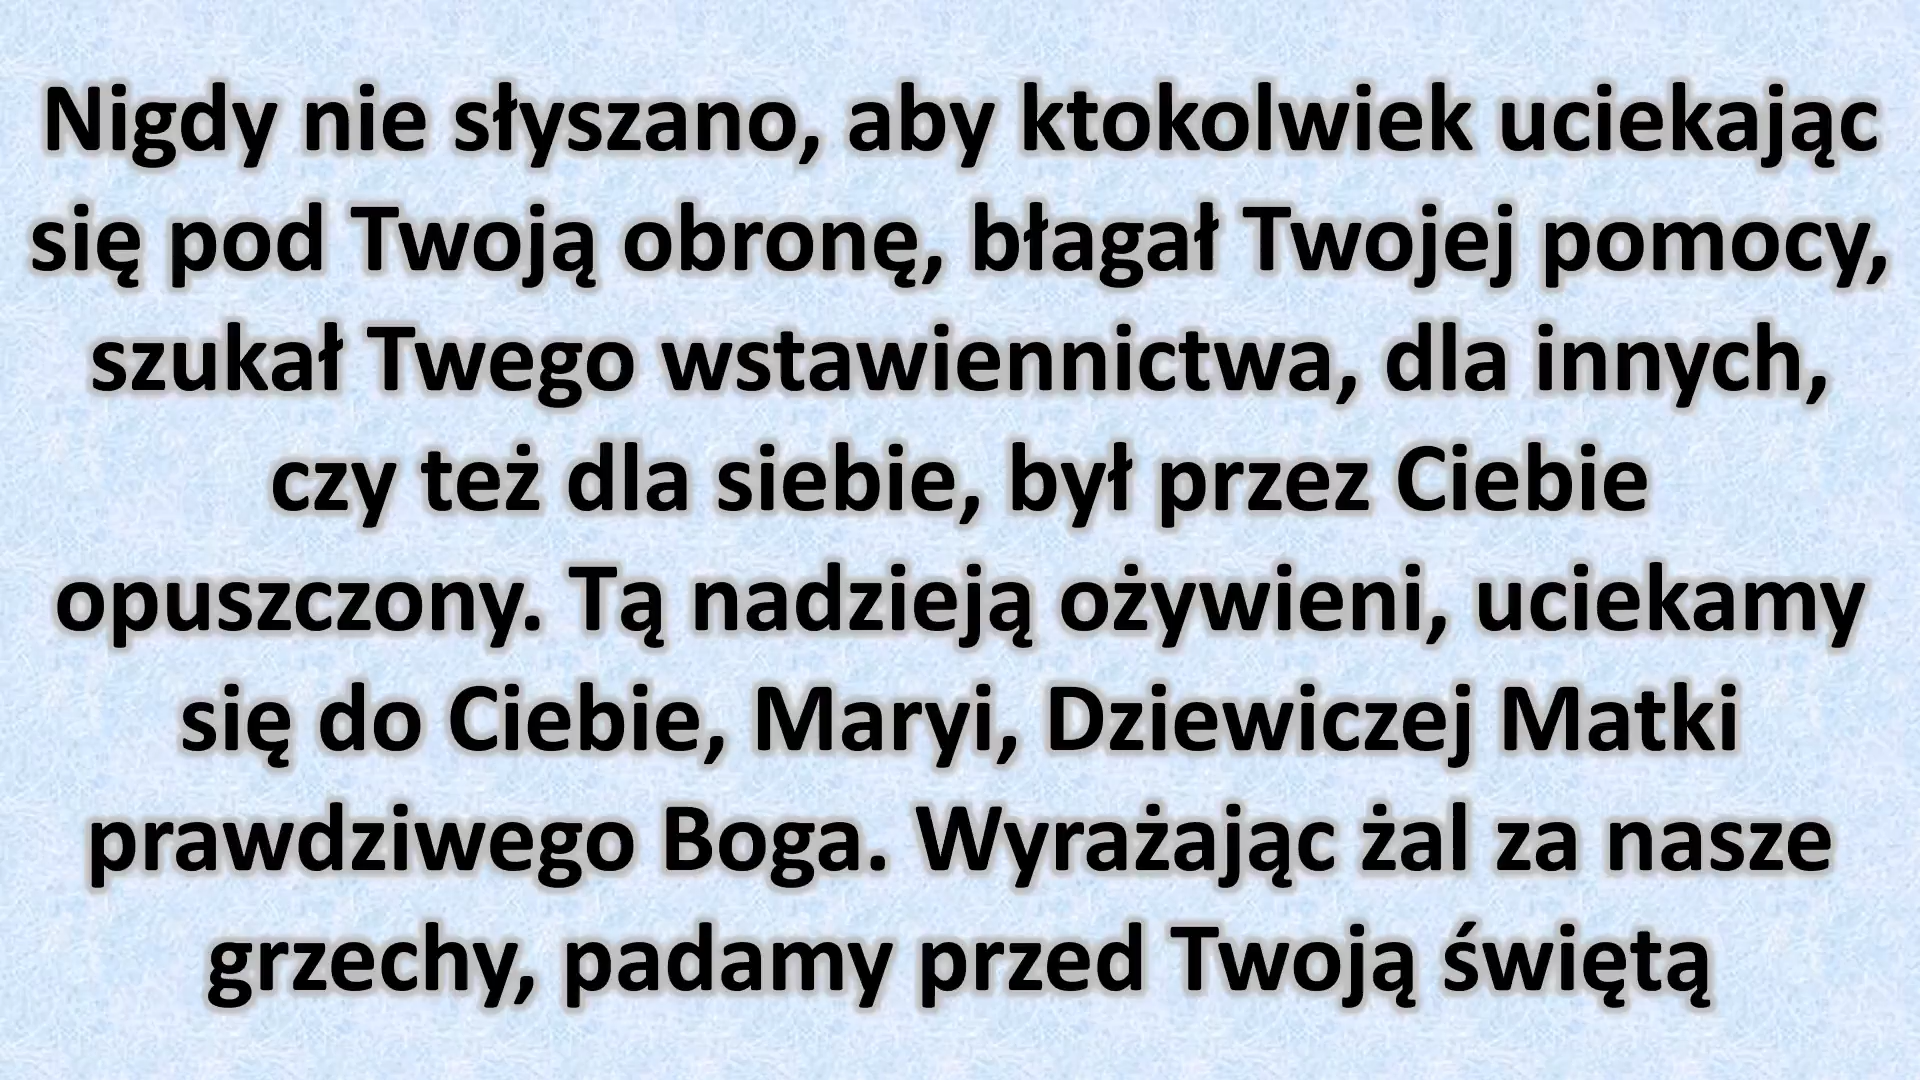 Nigdy nie słyszano, aby ktokolwiek uciekając
się pod Twoją obronę, błagał Twojej pomocy,
szukał Twego wstawiennictwa, dla innych,
czy też dla siebie, był przez Ciebie
opuszczony. Tą nadzieją ożywieni, uciekamy
się do Ciebie, Maryi, Dziewiczej Matki
prawdziwego Boga. Wyrażając żal za nasze
grzechy, padamy przed Twoją świętą